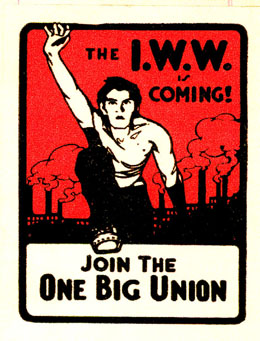 THE I.W.W.
is
COMING!
JOIN THE
ONE BIG UNION